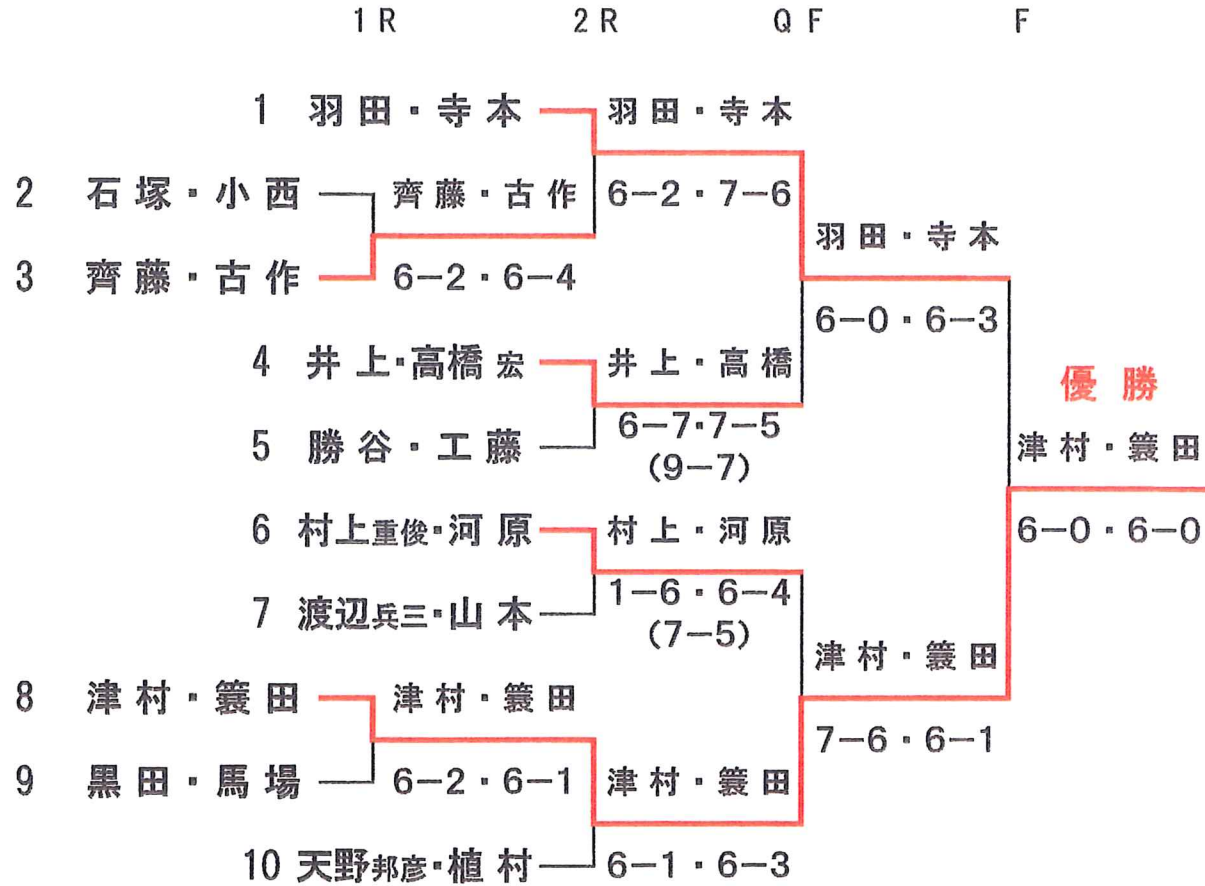 1R 2R QF F
1 羽田・寺本 羽田・寺本
2 石塚・小西 齊藤・古作 6−2・7−6
羽田・寺本
3 齊藤・古作 6−2・6−4
6−0・6−3
4 井上・高橋宏 井上・高橋
優勝
5 勝谷・工藤 6−7・7−5
津村・簑田
(9−7)
6 村上重俊・河原 村上・河原 6−0・6−0
7 渡辺兵三・山本 1−6・6−4
(7−5)
津村・簑田
8 津村・簑田 津村・簑田
7−6・6−1
9 黒田・馬場 6−2・6−1 津村・簑田
10 天野邦彦・植村 6−1・6−3